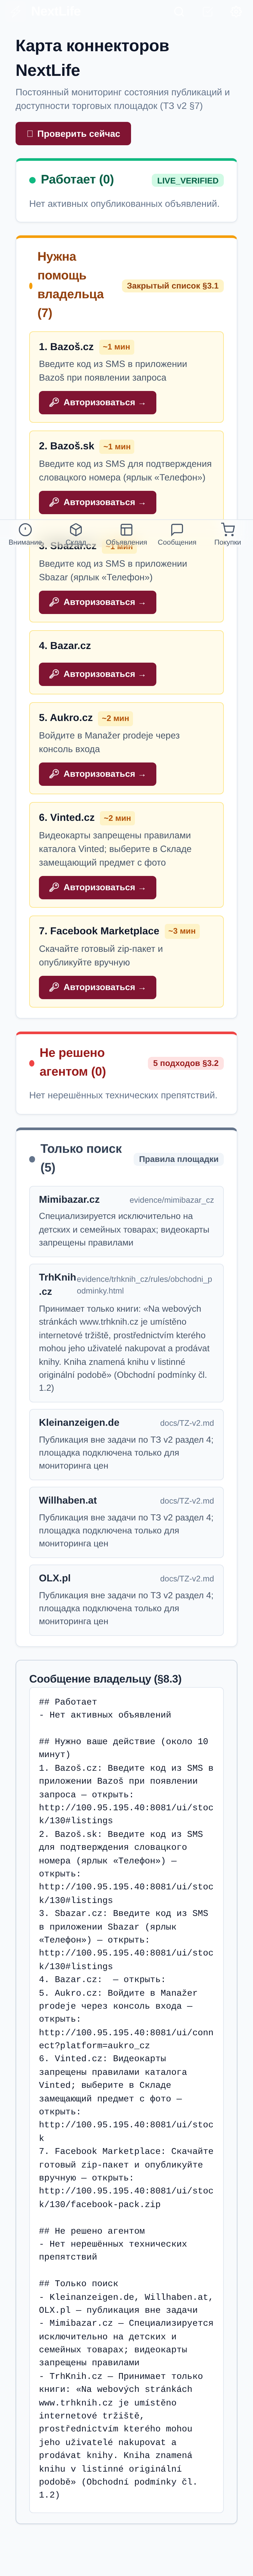 Карта коннекторов
NextLife
Постоянный мониторинг состояния публикаций и
доступности торговых площадок (ТЗ v2 §7)
Проверить сейчас
Работает (0)
LIVE_VERIFIED
Нет активных опубликованных объявлений.
Нужна
помощь
владельца
(7)
Закрытый список §3.1
1. Bazoš.cz ~1 мин
Введите код из SMS в приложении
Bazoš при появлении запроса
Авторизоваться →
2. Bazoš.sk ~1 мин
Введите код из SMS для подтверждения
словацкого номера (ярлык «Телефон»)
Авторизоваться →
Внимание
Склад
Объявления
Сообщения
Покупки
3. Sbazar.cz ~1 мин
Введите код из SMS в приложении
Sbazar (ярлык «Телефон»)
Авторизоваться →
4. Bazar.cz
Авторизоваться →
5. Aukro.cz ~2 мин
Войдите в Manažer prodeje через
консоль входа
Авторизоваться →
6. Vinted.cz ~2 мин
Видеокарты запрещены правилами
каталога Vinted; выберите в Складе
замещающий предмет с фото
Авторизоваться →
7. Facebook Marketplace ~3 мин
Скачайте готовый zip-пакет и
опубликуйте вручную
Авторизоваться →
Не решено
агентом (0)
5 подходов §3.2
Нет нерешённых технических препятствий.
Только поиск
(5)
Правила площадки
Mimibazar.cz
evidence/mimibazar_cz
Специализируется исключительно на
детских и семейных товарах; видеокарты
запрещены правилами
TrhKnih
.cz
evidence/trhknih_cz/rules/obchodni_p
odminky.html
Принимает только книги: «Na webových
stránkách www.trhknih.cz je umístěno
internetové tržiště, prostřednictvím kterého
mohou jeho uživatelé nakupovat a prodávat
knihy. Kniha znamená knihu v listinné
originální podobě» (Obchodní podmínky čl.
1.2)
Kleinanzeigen.de
docs/TZ-v2.md
Публикация вне задачи по ТЗ v2 раздел 4;
площадка подключена только для
мониторинга цен
Willhaben.at
docs/TZ-v2.md
Публикация вне задачи по ТЗ v2 раздел 4;
площадка подключена только для
мониторинга цен
OLX.pl
docs/TZ-v2.md
Публикация вне задачи по ТЗ v2 раздел 4;
площадка подключена только для
мониторинга цен
Сообщение владельцу (§8.3)
## Работает
- Нет активных объявлений
## Нужно ваше действие (около 10
минут)
1. Bazoš.cz: Введите код из SMS в
приложении Bazoš при появлении
запроса — открыть:
http://100.95.195.40:8081/ui/stoc
k/130#listings
2. Bazoš.sk: Введите код из SMS
для подтверждения словацкого
номера (ярлык «Телефон») —
открыть:
http://100.95.195.40:8081/ui/stoc
k/130#listings
3. Sbazar.cz: Введите код из SMS
в приложении Sbazar (ярлык
«Телефон») — открыть:
http://100.95.195.40:8081/ui/stoc
k/130#listings
4. Bazar.cz:  — открыть:
5. Aukro.cz: Войдите в Manažer
prodeje через консоль входа —
открыть:
http://100.95.195.40:8081/ui/conn
ect?platform=aukro_cz
6. Vinted.cz: Видеокарты
запрещены правилами каталога
Vinted; выберите в Складе
замещающий предмет с фото —
открыть:
http://100.95.195.40:8081/ui/stoc
k
7. Facebook Marketplace: Скачайте
готовый zip-пакет и опубликуйте
вручную — открыть:
http://100.95.195.40:8081/ui/stoc
k/130/facebook-pack.zip
## Не решено агентом
- Нет нерешённых технических
препятствий
## Только поиск
- Kleinanzeigen.de, Willhaben.at,
OLX.pl — публикация вне задачи
- Mimibazar.cz — Специализируется
исключительно на детских и
семейных товарах; видеокарты
запрещены правилами
- TrhKnih.cz — Принимает только
книги: «Na webových stránkách
www.trhknih.cz je umístěno
internetové tržiště,
prostřednictvím kterého mohou
jeho uživatelé nakupovat a
prodávat knihy. Kniha znamená
knihu v listinné originální
podobě» (Obchodní podmínky čl.
1.2)